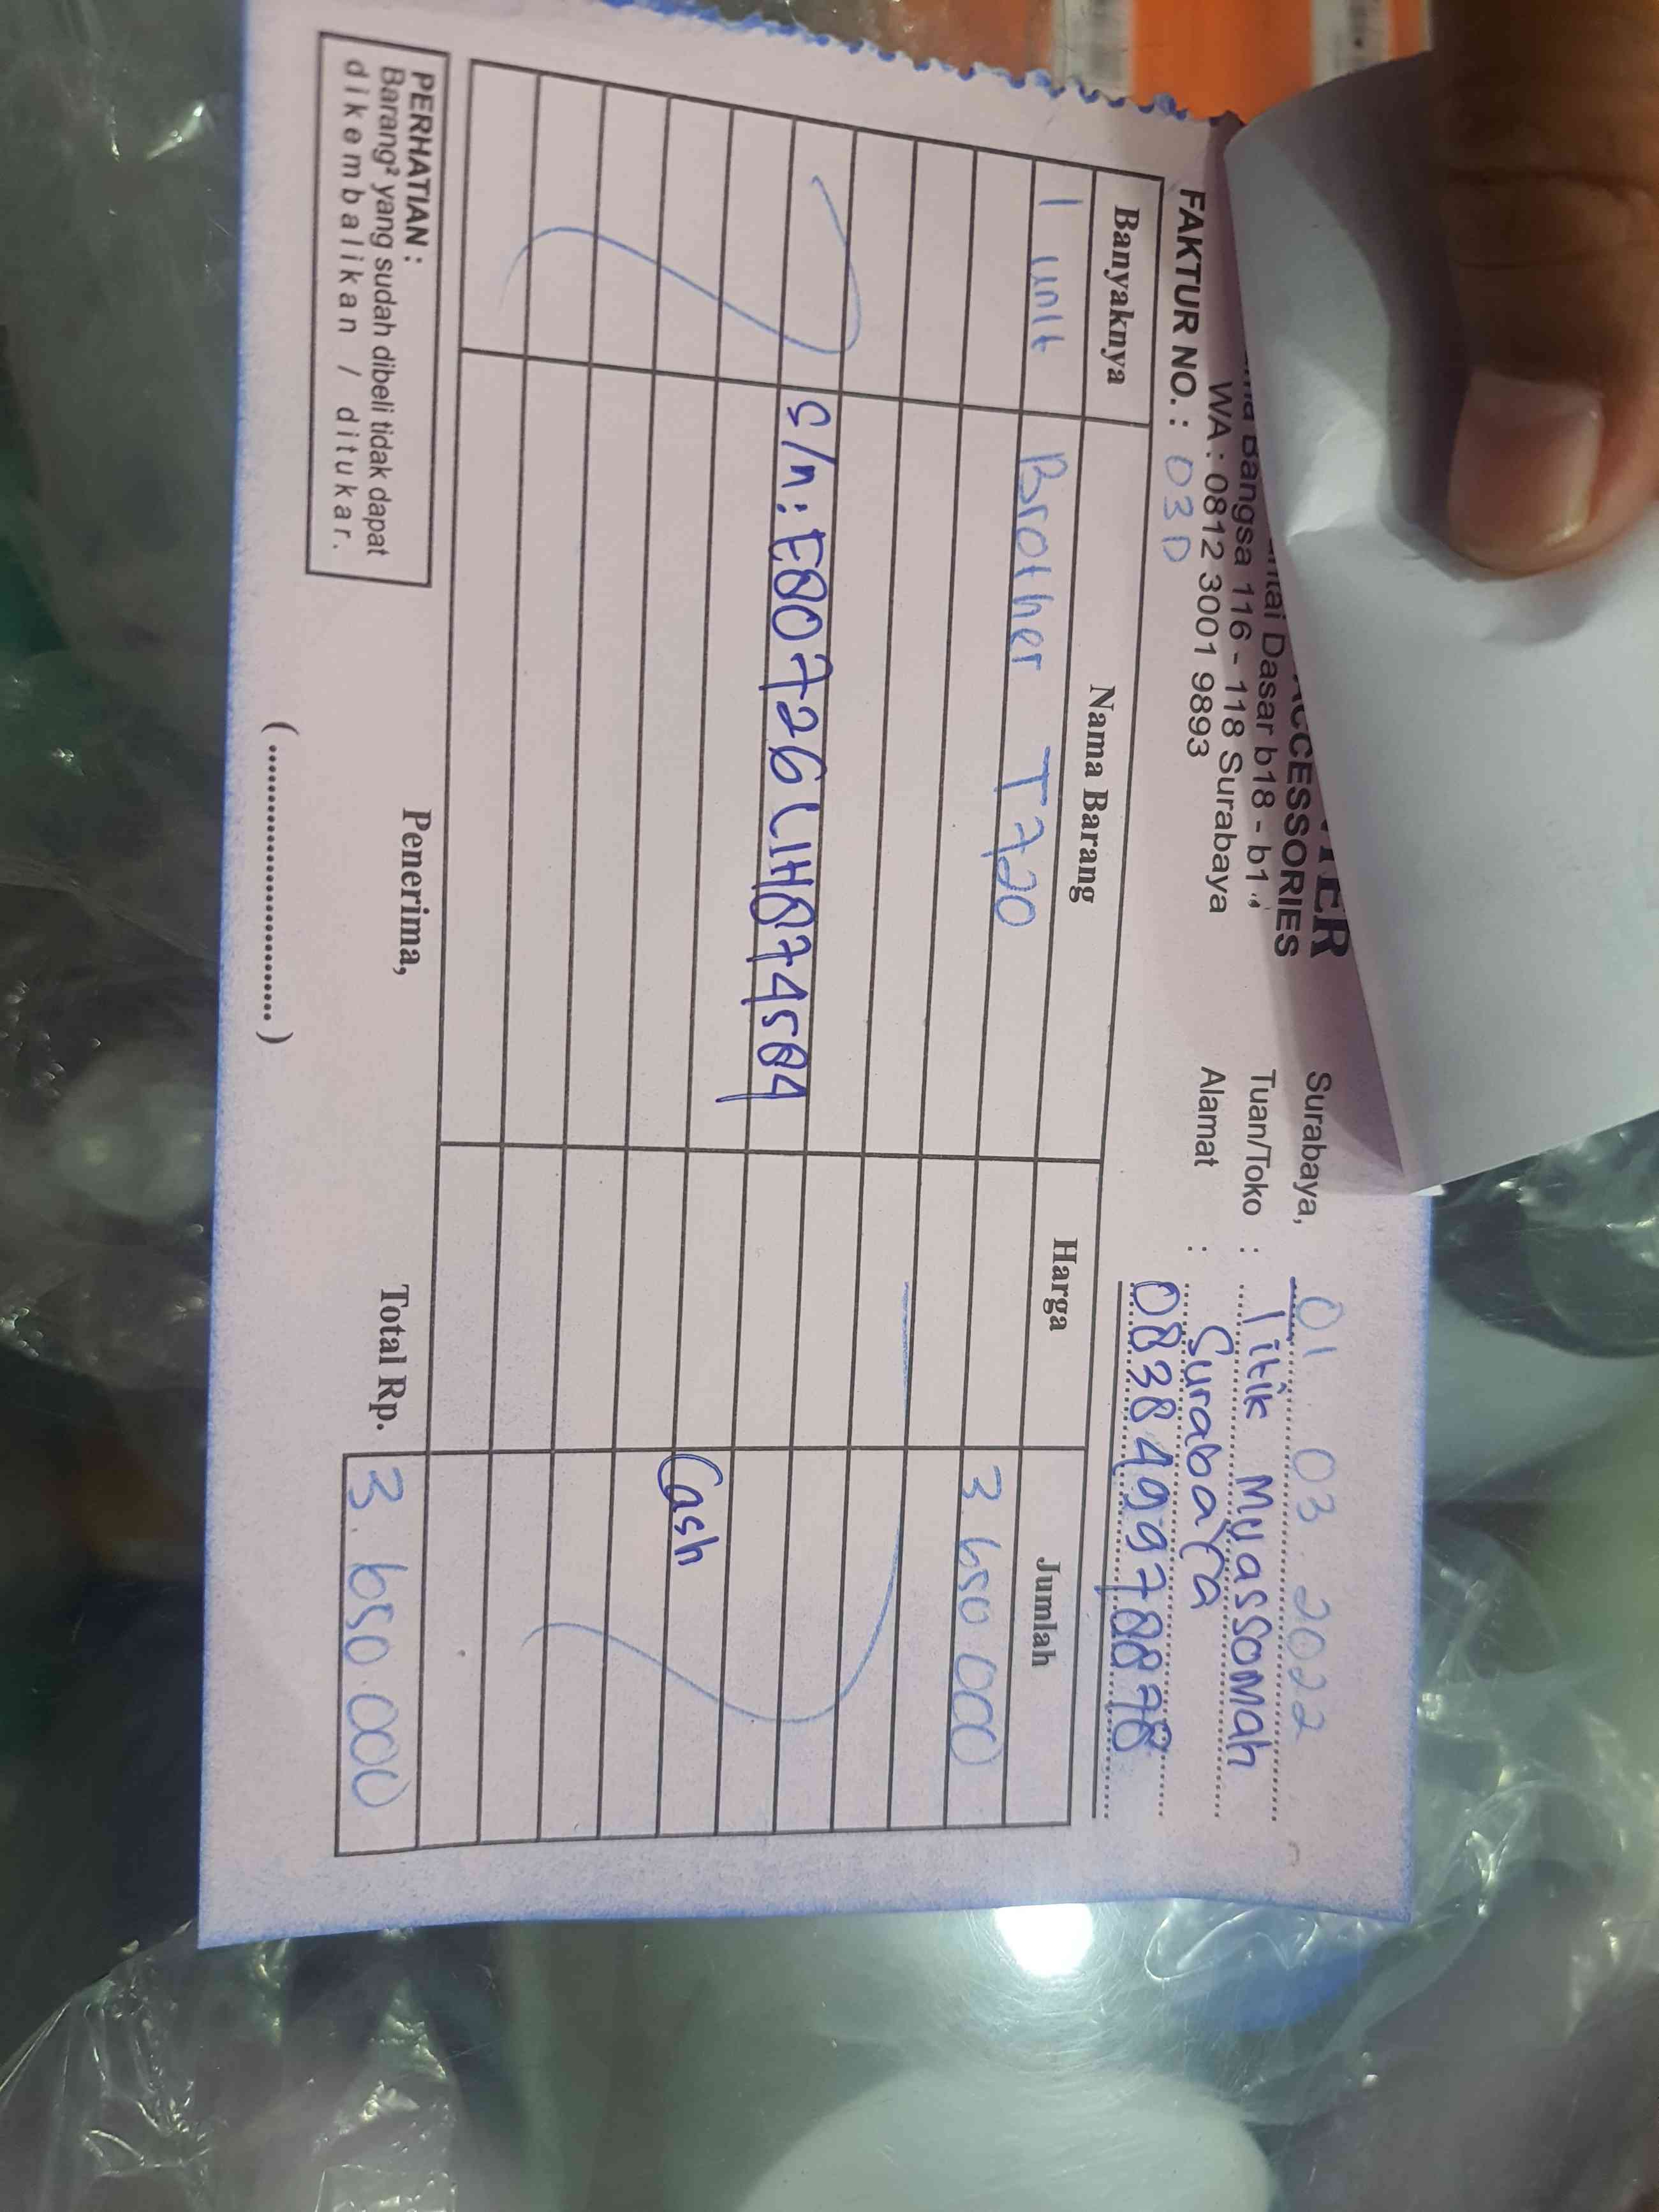 ACCESSORIES
Dasar b18 - b1
Bangsa 116 - 118 Surabaya
WA : 0812 3001 9893
FAKTUR NO. : 03D
Surabaya, 01 03 . 2022
Tuan/Toko : Titik Muassomah
Alamat : Surabaya
083849978878
Banyaknya Nama Barang Harga Jumlah
1 unit Brother T720 3.650.000
S/n: E80726L1H874584
Cash
Total Rp. 3.650.000
PERHATIAN :
Barang² yang sudah dibeli tidak dapat
dikembalikan / ditukar.
Penerima,
(..............................)